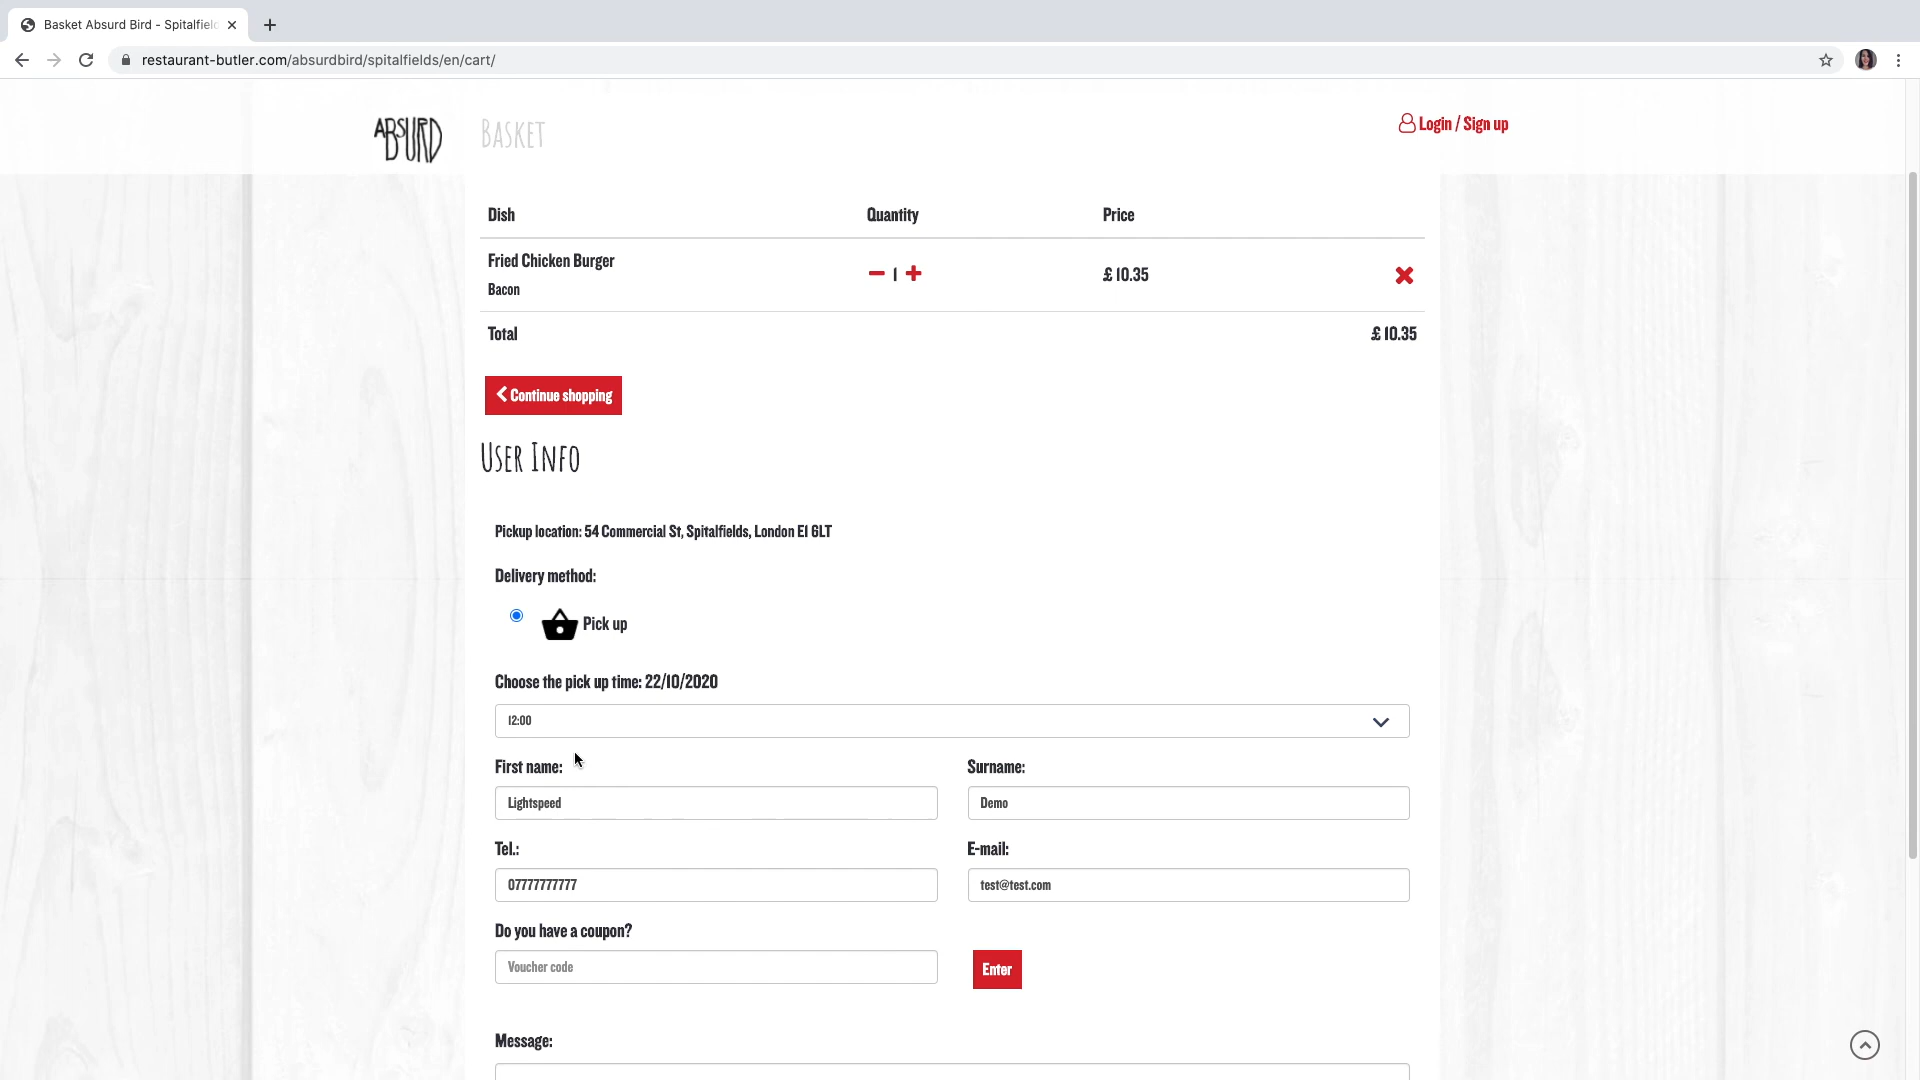 Basket Absurd Bird - Spitalfield
restaurant-butler.com/absurdbird/spitalfields/en/cart/
ABSURD
BIRD
BASKET
Login / Sign up
Dish Quantity Price
Fried Chicken Burger
1 £ 10.35
Bacon
Total £ 10.35
Continue shopping
USER INFO
Pickup location: 54 Commercial St, Spitalfields, London E1 6LT
Delivery method:
Pick up
Choose the pick up time: 22/10/2020
12:00
First name: Surname:
Lightspeed Demo
Tel.: E-mail:
07777777777 test@test.com
Do you have a coupon?
Voucher code
Enter
Message: